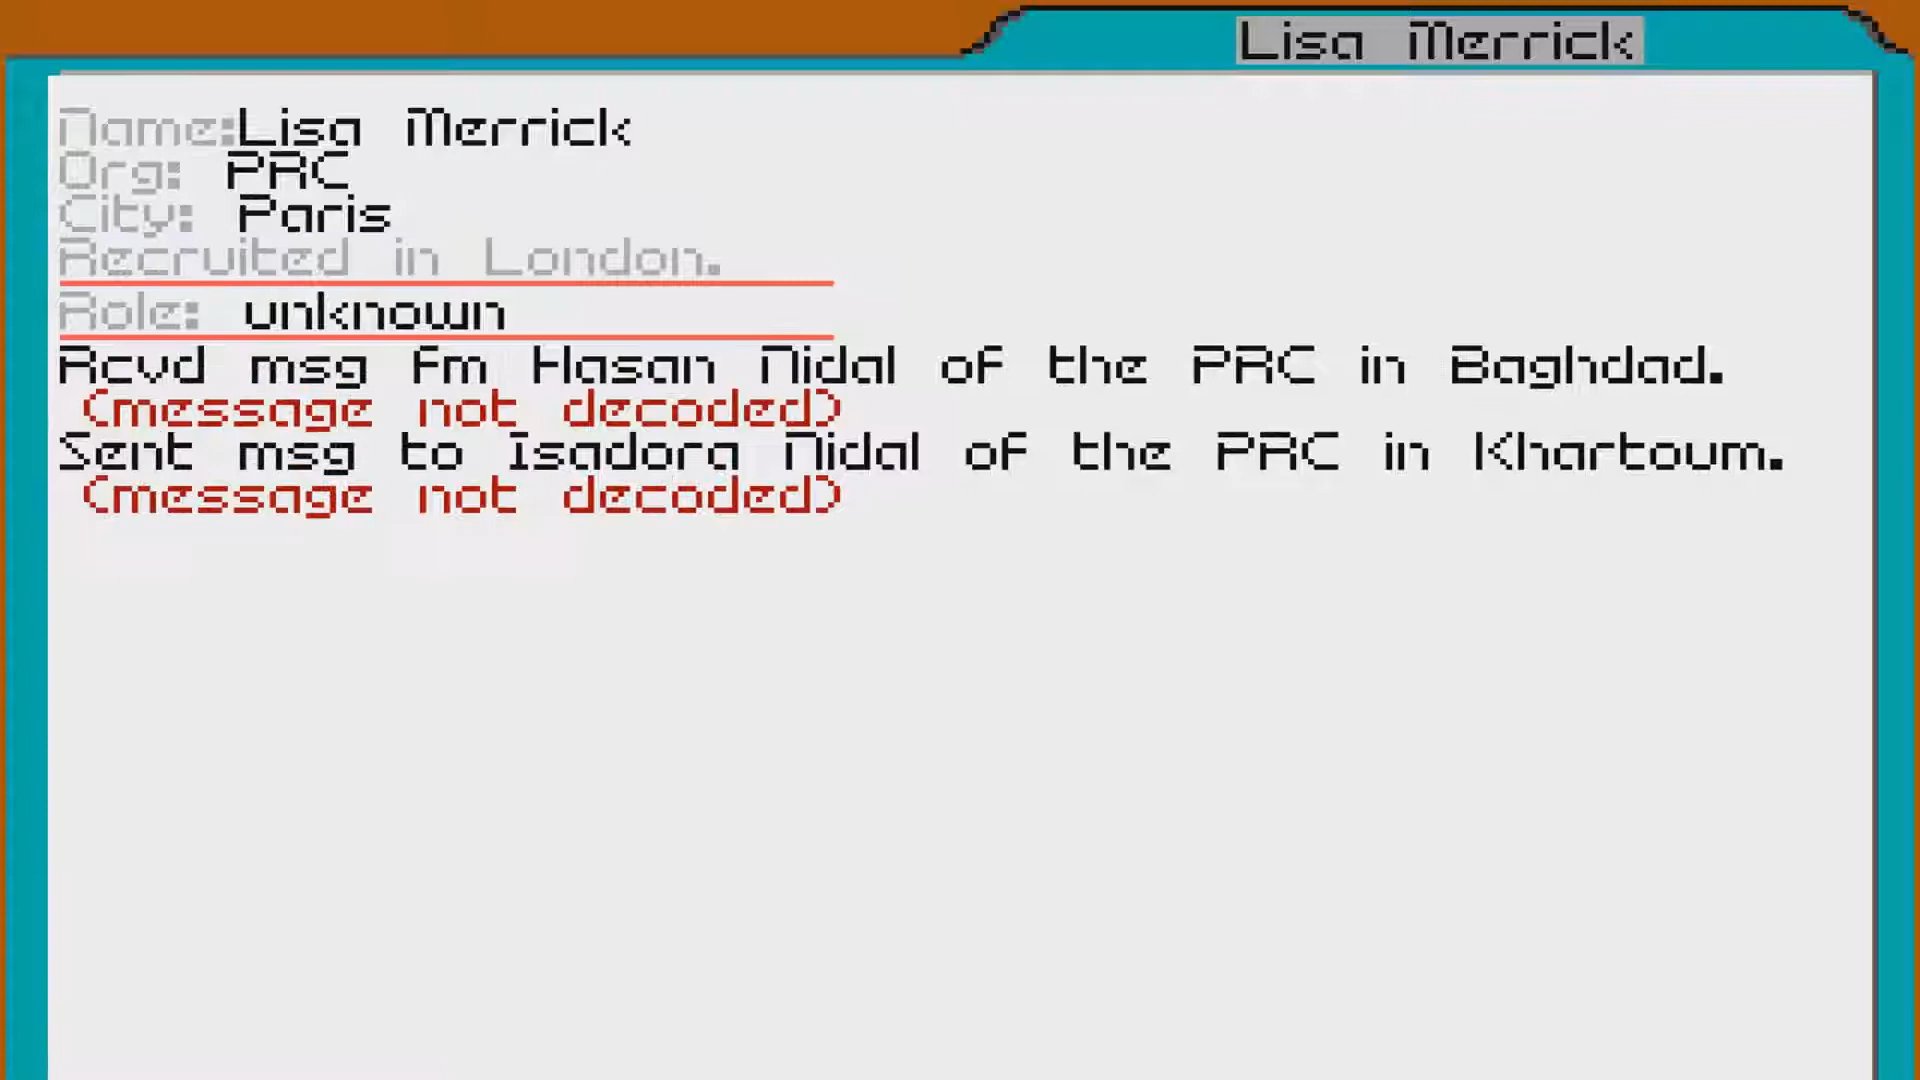 Lisa Merrick
Name:Lisa Merrick
Org: PRC
City: Paris
Recruited in London.
Role: unknown
Rcvd msg fm Hasan Nidal of the PRC in Baghdad.
(message not decoded)
Sent msg to Isadora Nidal of the PRC in Khartoum.
(message not decoded)